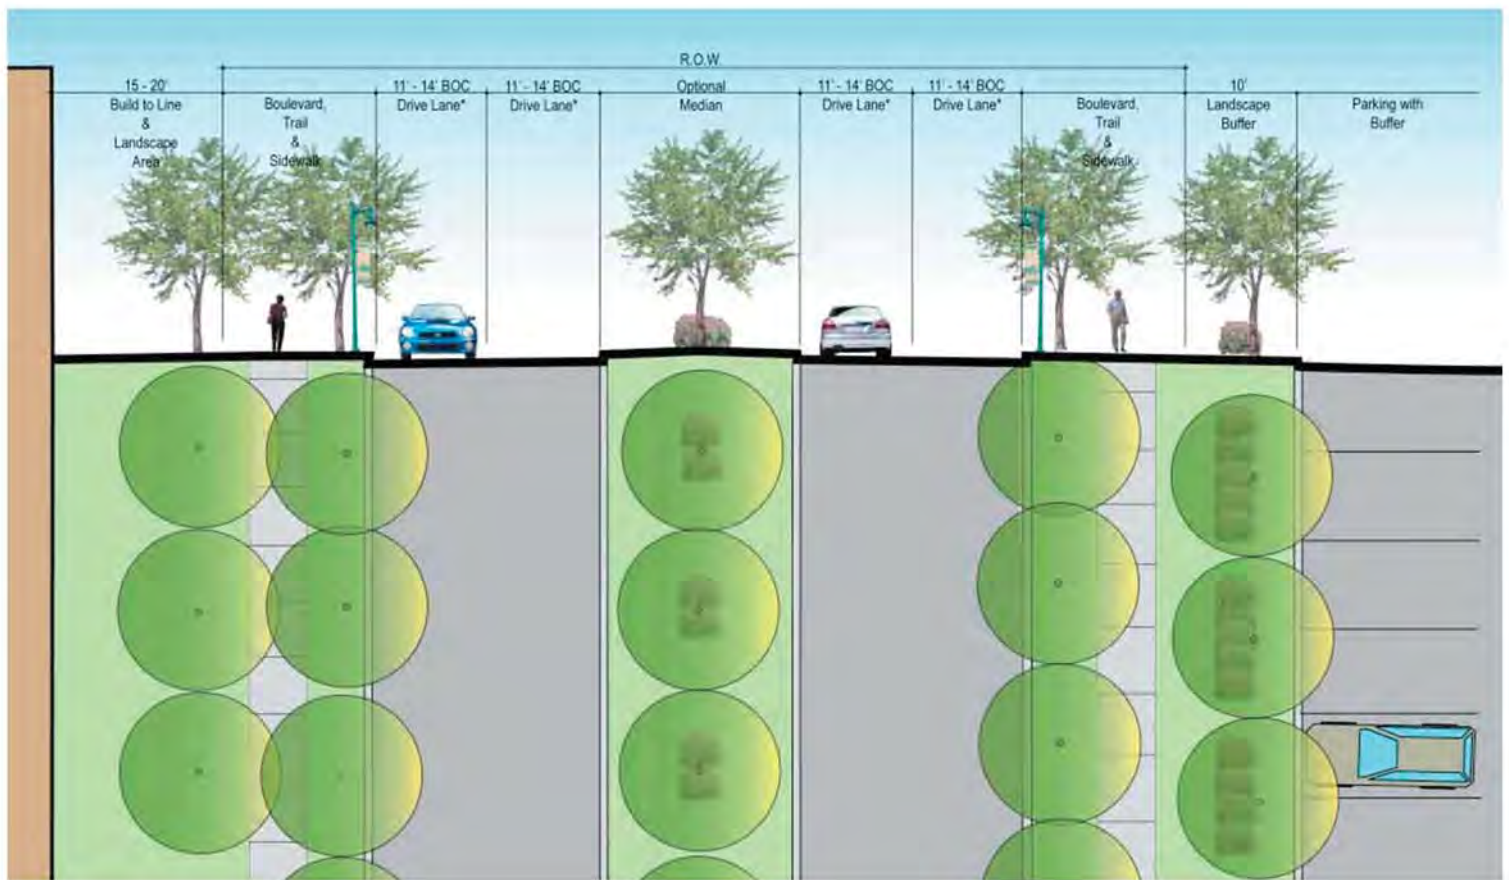 R.O.W.
15 - 20'
Build to Line
&
Landscape
Area
Boulevard,
Trail
&
Sidewalk
11' - 14' BOC
Drive Lane*
11' - 14' BOC
Drive Lane*
Optional
Median
11' - 14' BOC
Drive Lane*
11' - 14' BOC
Drive Lane*
Boulevard,
Trail
&
Sidewalk
10'
Landscape
Buffer
Parking with
Buffer